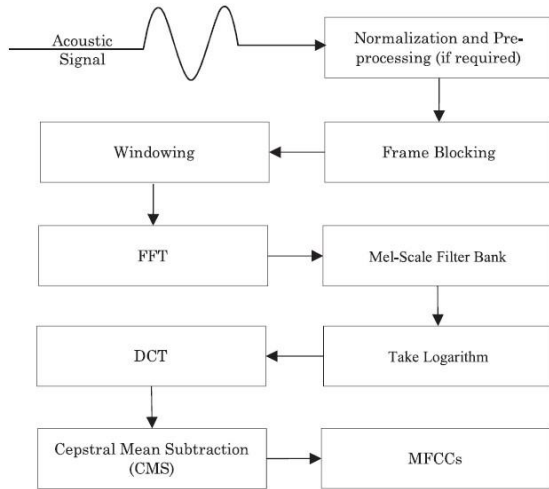 Acoustic
Signal
Normalization and Pre-
processing (if required)
Windowing
Frame Blocking
FFT
Mel-Scale Filter Bank
DCT
Take Logarithm
Cepstral Mean Subtraction
(CMS)
MFCCs